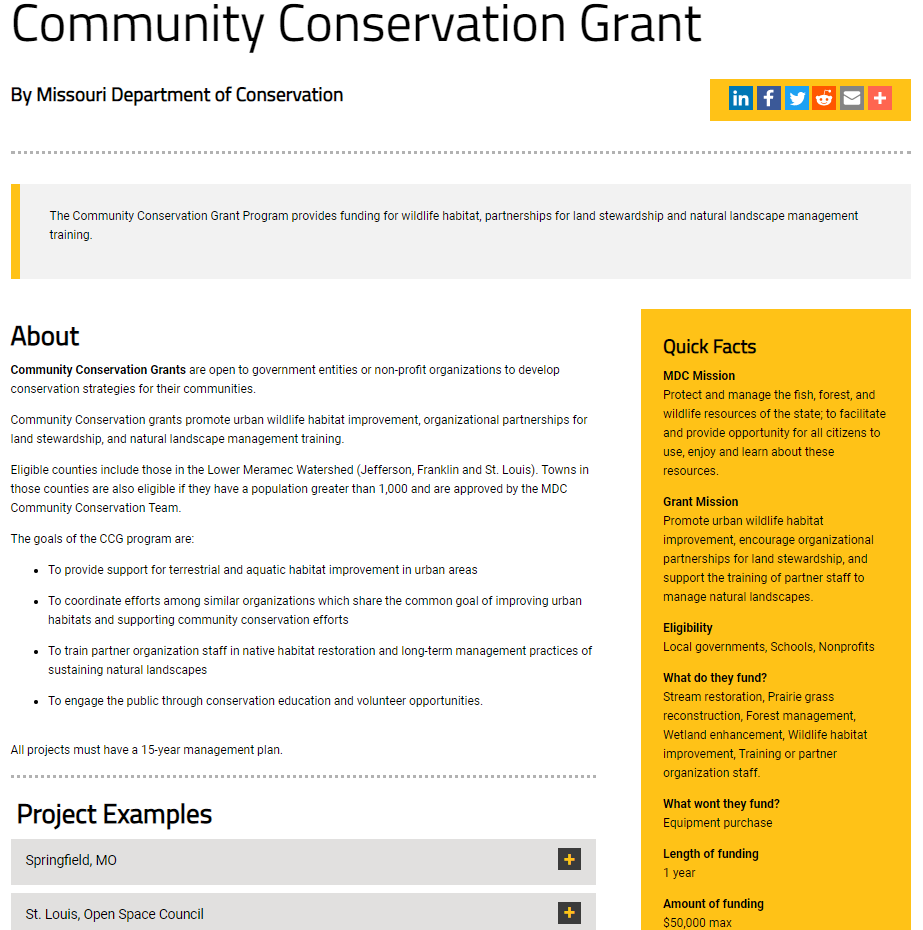 Community Conservation Grant
By Missouri Department of Conservation
The Community Conservation Grant Program provides funding for wildlife habitat, partnerships for land stewardship and natural landscape management
training.
About
Community Conservation Grants are open to government entities or non-profit organizations to develop
conservation strategies for their communities.
Community Conservation grants promote urban wildlife habitat improvement, organizational partnerships for
land stewardship, and natural landscape management training.
Eligible counties include those in the Lower Meramec Watershed (Jefferson, Franklin and St. Louis). Towns in
those counties are also eligible if they have a population greater than 1,000 and are approved by the MDC
Community Conservation Team.
The goals of the CCG program are:
• To provide support for terrestrial and aquatic habitat improvement in urban areas
• To coordinate efforts among similar organizations which share the common goal of improving urban
habitats and supporting community conservation efforts
• To train partner organization staff in native habitat restoration and long-term management practices of
sustaining natural landscapes
• To engage the public through conservation education and volunteer opportunities.
All projects must have a 15-year management plan.
Project Examples
Springfield, MO
St. Louis, Open Space Council
Quick Facts
MDC Mission
Protect and manage the fish, forest, and
wildlife resources of the state; to facilitate
and provide opportunity for all citizens to
use, enjoy and learn about these
resources.
Grant Mission
Promote urban wildlife habitat
improvement, encourage organizational
partnerships for land stewardship, and
support the training of partner staff to
manage natural landscapes.
Eligibility
Local governments, Schools, Nonprofits
What do they fund?
Stream restoration, Prairie grass
reconstruction, Forest management,
Wetland enhancement, Wildlife habitat
improvement, Training or partner
organization staff.
What wont they fund?
Equipment purchase
Length of funding
1 year
Amount of funding
$50,000 max